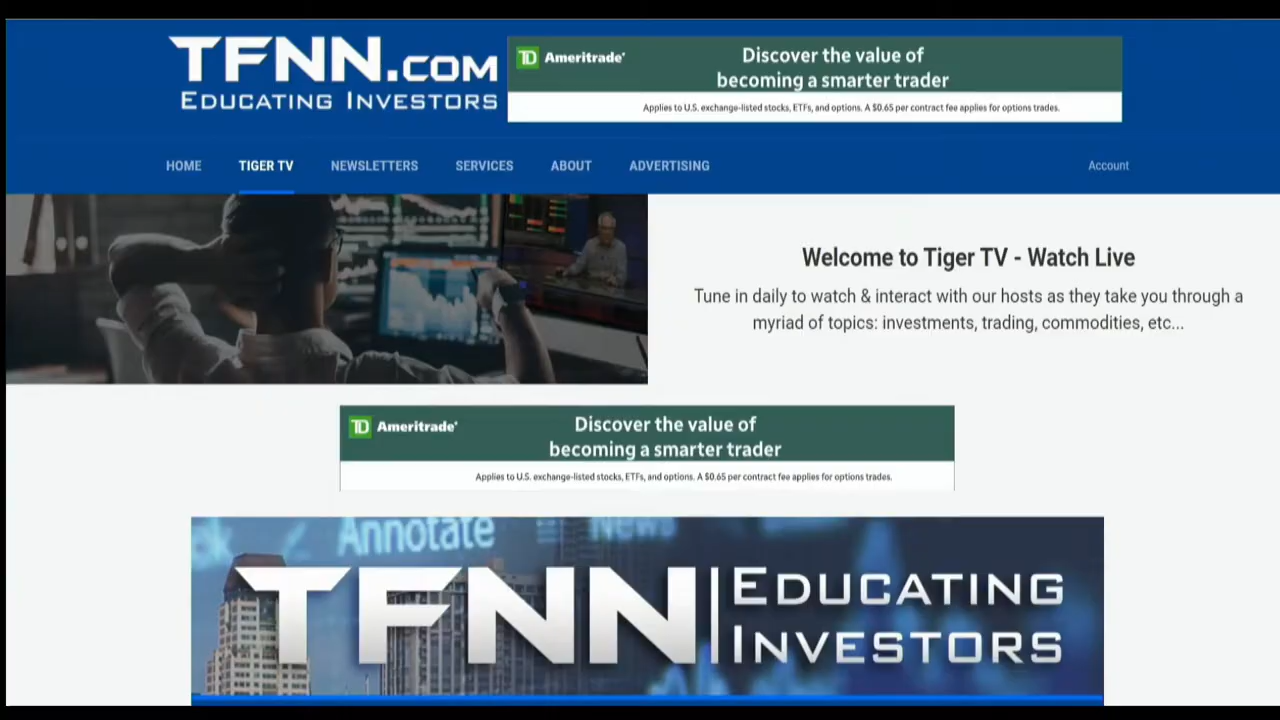 TFNN.COM
EDUCATING INVESTORS
TD Ameritrade®
Discover the value of
becoming a smarter trader
Applies to U.S. exchange-listed stocks, ETFs, and options. A $0.65 per contract fee applies for options trades.
HOME TIGER TV NEWSLETTERS SERVICES ABOUT ADVERTISING Account
Welcome to Tiger TV - Watch Live
Tune in daily to watch & interact with our hosts as they take you through a
myriad of topics: investments, trading, commodities, etc...
TD Ameritrade®
Discover the value of
becoming a smarter trader
Applies to U.S. exchange-listed stocks, ETFs, and options. A $0.65 per contract fee applies for options trades.
Annotate News
TFNN EDUCATING
INVESTORS